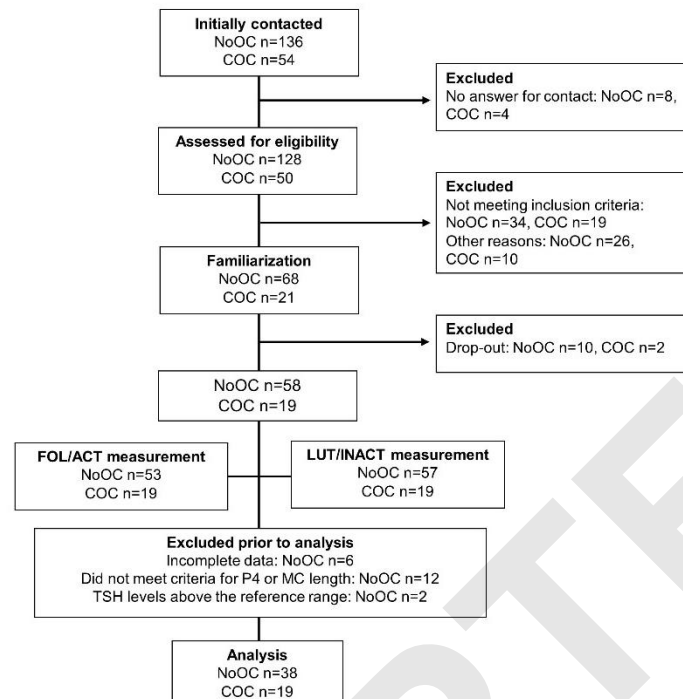 Initially contacted
NoOC n=136
COC n=54
Excluded
No answer for contact: NoOC n=8,
COC n=4
Assessed for eligibility
NoOC n=128
COC n=50
Excluded
Not meeting inclusion criteria:
NoOC n=34, COC n=19
Other reasons: NoOC n=26,
COC n=10
Familiarization
NoOC n=68
COC n=21
Excluded
Drop-out: NoOC n=10, COC n=2
NoOC n=58
COC n=19
FOL/ACT measurement
NoOC n=53
COC n=19
LUT/INACT measurement
NoOC n=57
COC n=19
Excluded prior to analysis
Incomplete data: NoOC n=6
Did not meet criteria for P4 or MC length: NoOC n=12
TSH levels above the reference range: NoOC n=2
Analysis
NoOC n=38
COC n=19